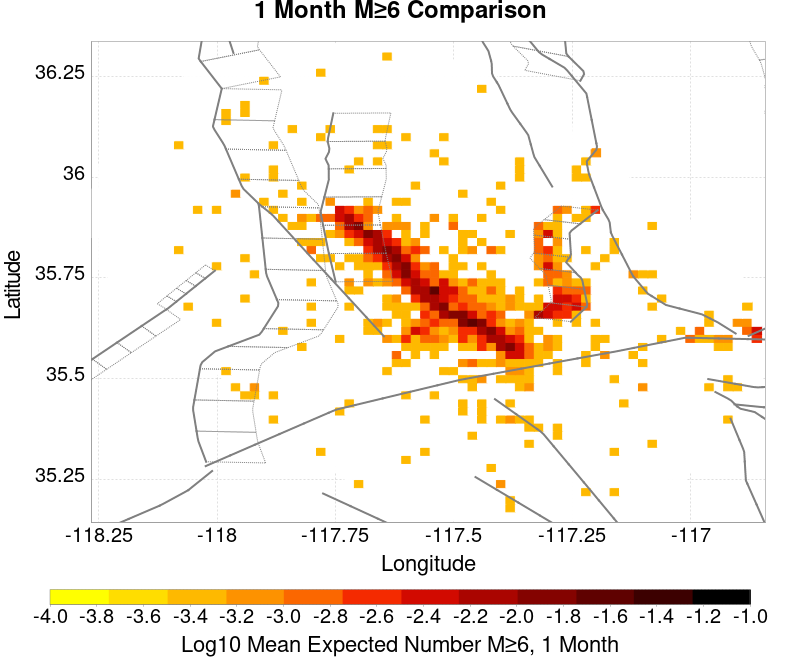 1 Month M≥6 Comparison
36.25
36
35.75
35.5
35.25
Latitude
-118.25 -118 -117.75 -117.5 -117.25 -117
Longitude
-4.0 -3.8 -3.6 -3.4 -3.2 -3.0 -2.8 -2.6 -2.4 -2.2 -2.0 -1.8 -1.6 -1.4 -1.2 -1.0
Log10 Mean Expected Number M≥6, 1 Month